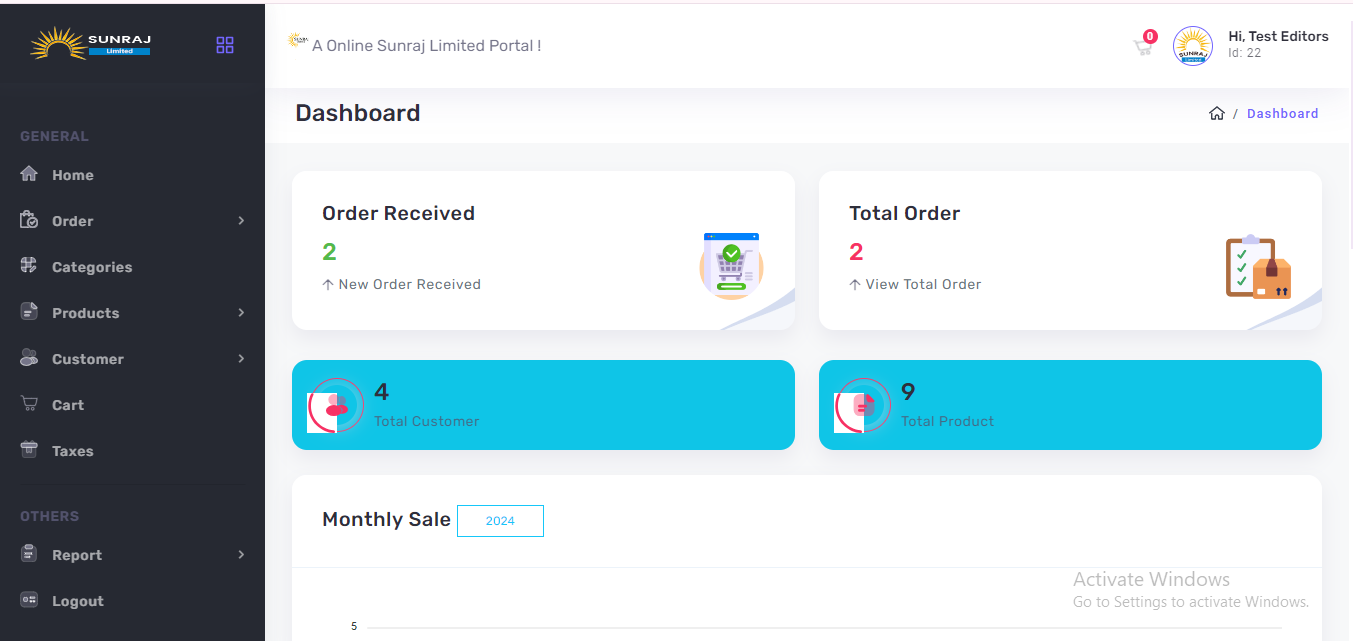 SUNRAJ
Limited
A Online Sunraj Limited Portal !
0
SUNRAJ
Hi, Test Editors
Id: 22
Dashboard
/ Dashboard
GENERAL
Home
Order
Categories
Products
Customer
Cart
Taxes
OTHERS
Report
Logout
Order Received
2
↑ New Order Received
Total Order
2
↑ View Total Order
4
Total Customer
9
Total Product
Monthly Sale
2024
5
Activate Windows
Go to Settings to activate Windows.